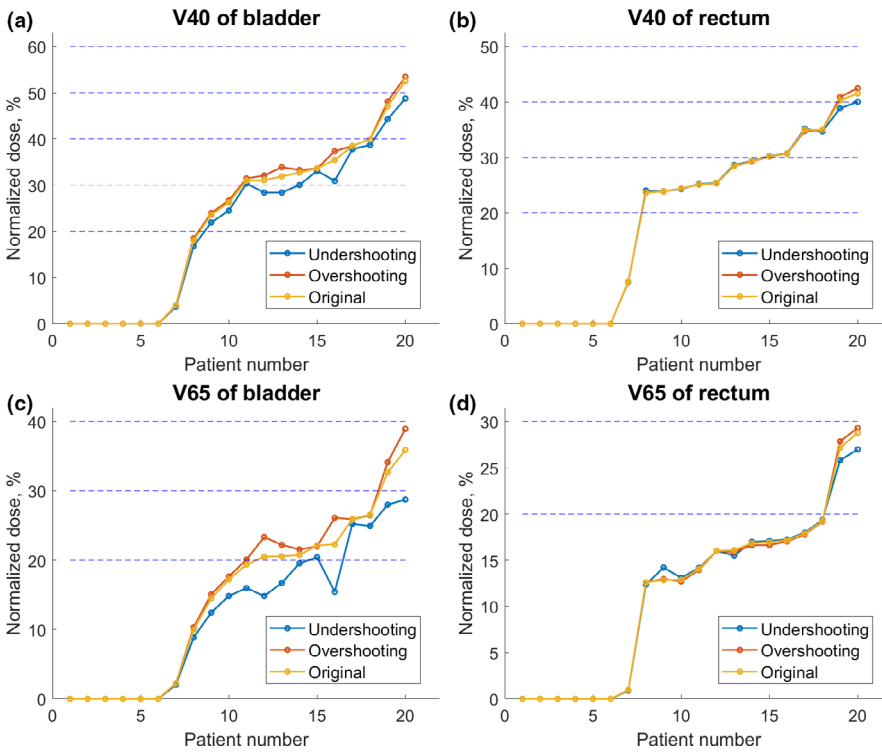 (a) V40 of bladder
Normalized dose, %
60
50
40
30
20
10
0
0 5 10 15 20
Patient number
Undershooting
Overshooting
Original
(b) V40 of rectum
Normalized dose, %
50
40
30
20
10
0
0 5 10 15 20
Patient number
Undershooting
Overshooting
Original
(c) V65 of bladder
Normalized dose, %
40
30
20
10
0
0 5 10 15 20
Patient number
Undershooting
Overshooting
Original
(d) V65 of rectum
Normalized dose, %
30
25
20
15
10
5
0
0 5 10 15 20
Patient number
Undershooting
Overshooting
Original